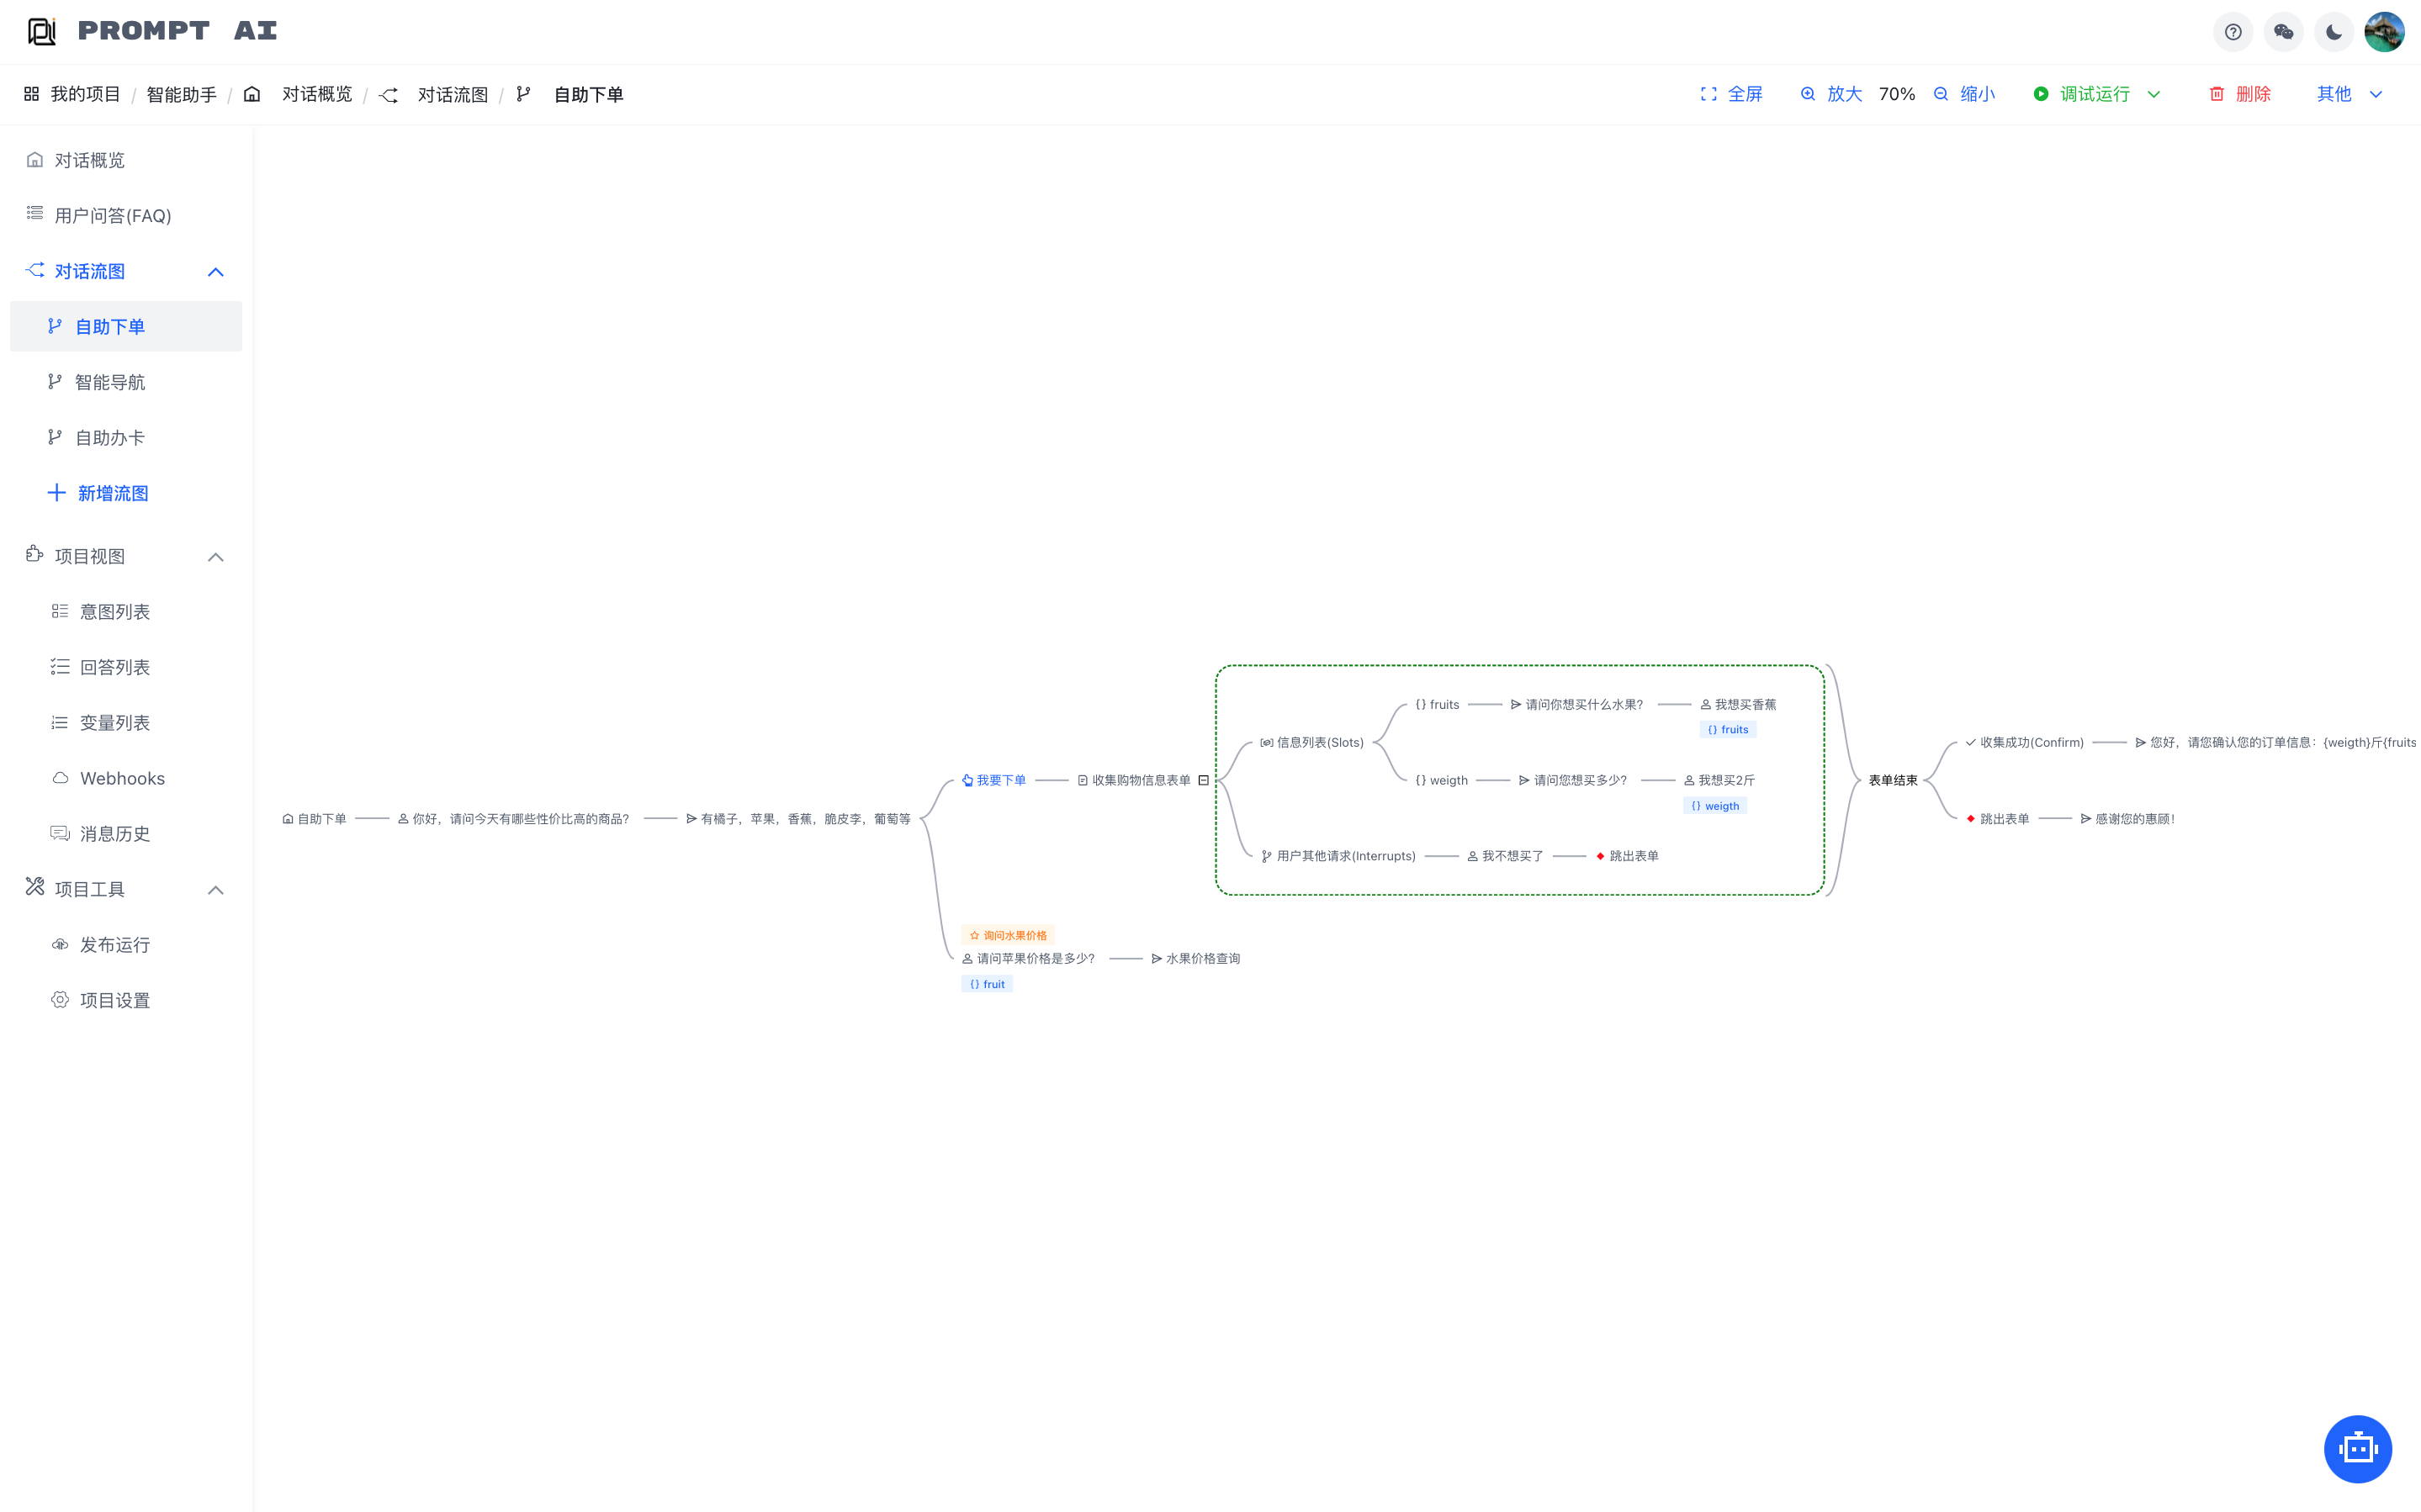 PROMPT AI
我的项目 / 智能助手 / 对话概览 / 对话流图 / 自助下单
全屏 放大 70% 缩小 调试运行 删除 其他
对话概览
用户问答(FAQ)
对话流图
自助下单
智能导航
自助办卡
新增流图
项目视图
意图列表
回答列表
变量列表
Webhooks
消息历史
项目工具
发布运行
项目设置
自助下单
你好，请问今天有哪些性价比高的商品？
有橘子，苹果，香蕉，脆皮李，葡萄等
我要下单
收集购物信息表单
信息列表(Slots)
{} fruits
请问你想买什么水果？
我想买香蕉
{} fruits
{} weigth
请问您想买多少？
我想买2斤
{} weigth
用户其他请求(Interrupts)
我不想买了
跳出表单
表单结束
收集成功(Confirm)
您好，请您确认您的订单信息：{weigth}斤{fruits
跳出表单
感谢您的惠顾！
询问水果价格
请问苹果价格是多少？
{} fruit
水果价格查询